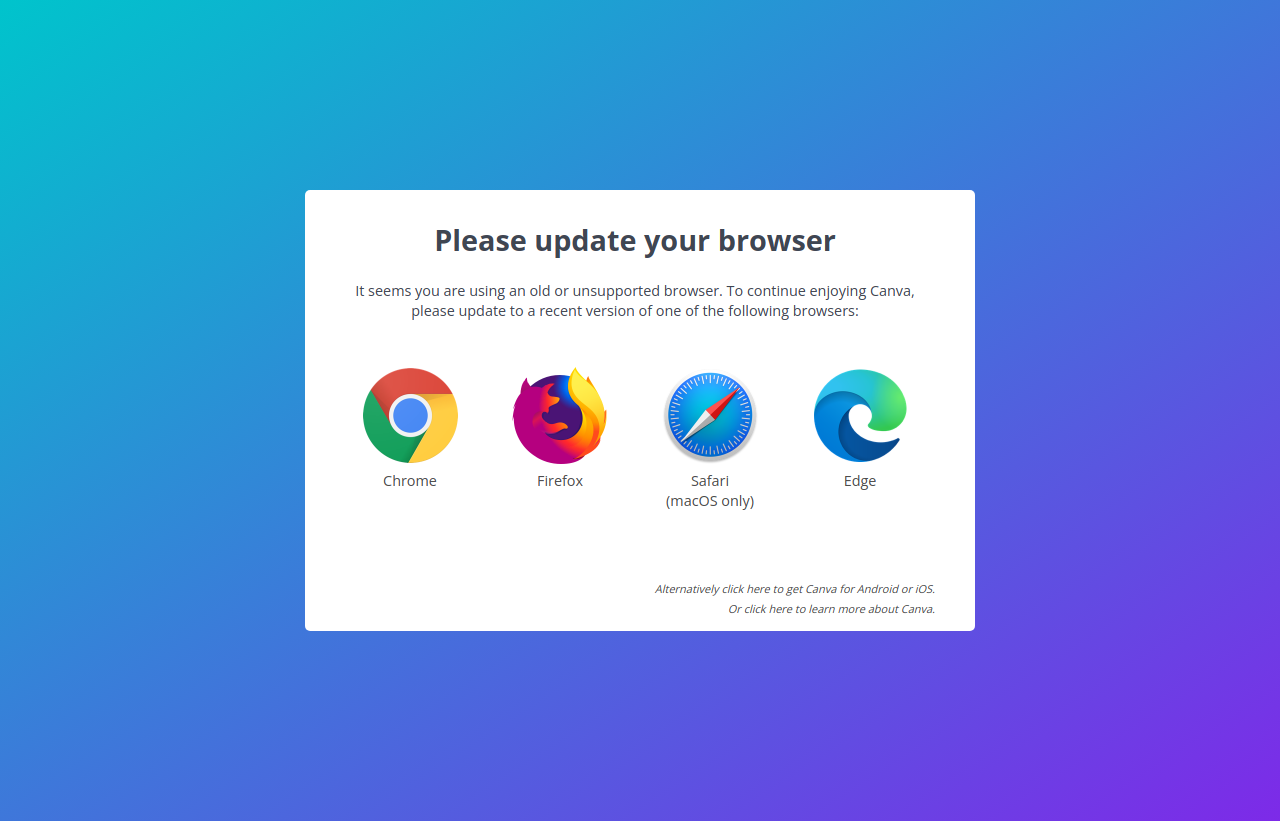 Please update your browser
It seems you are using an old or unsupported browser. To continue enjoying Canva,
please update to a recent version of one of the following browsers:
Chrome
Firefox
Safari
(macOS only)
Edge
Alternatively click here to get Canva for Android or iOS.
Or click here to learn more about Canva.